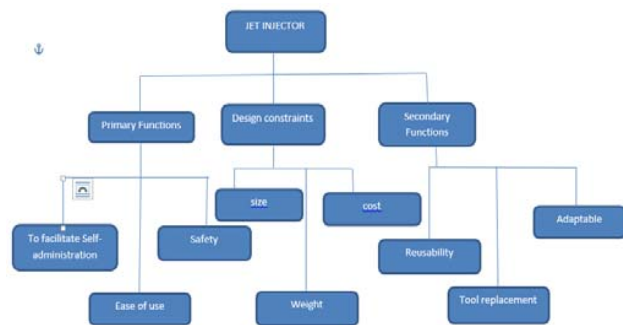 JET INJECTOR
Primary Functions
Design constraints
Secondary
Functions
size
cost
Adaptable
To facilitate Self-
administration
Safety
Reusability
Ease of use
Weight
Tool replacement